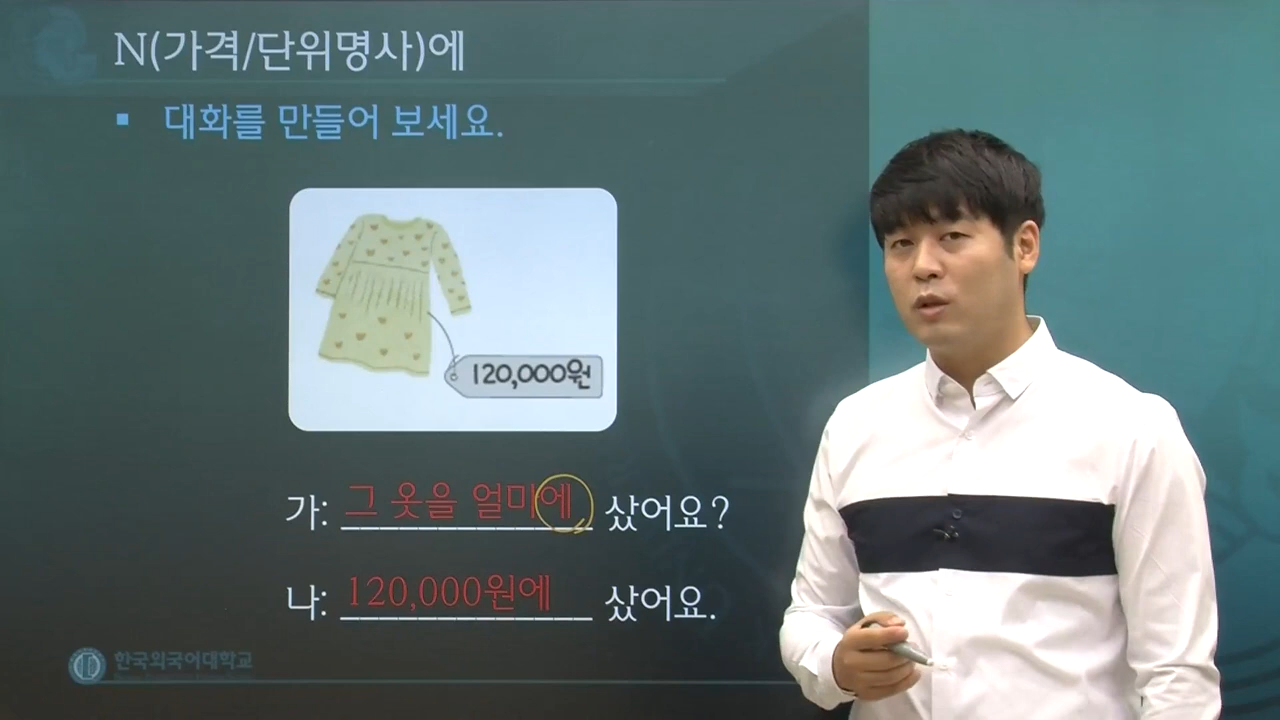 N(가격/단위명사)에
▪ 대화를 만들어 보세요.
120,000원
가: 그 옷을 얼마에 샀어요?
나: 120,000원에 샀어요.
한국외국어대학교